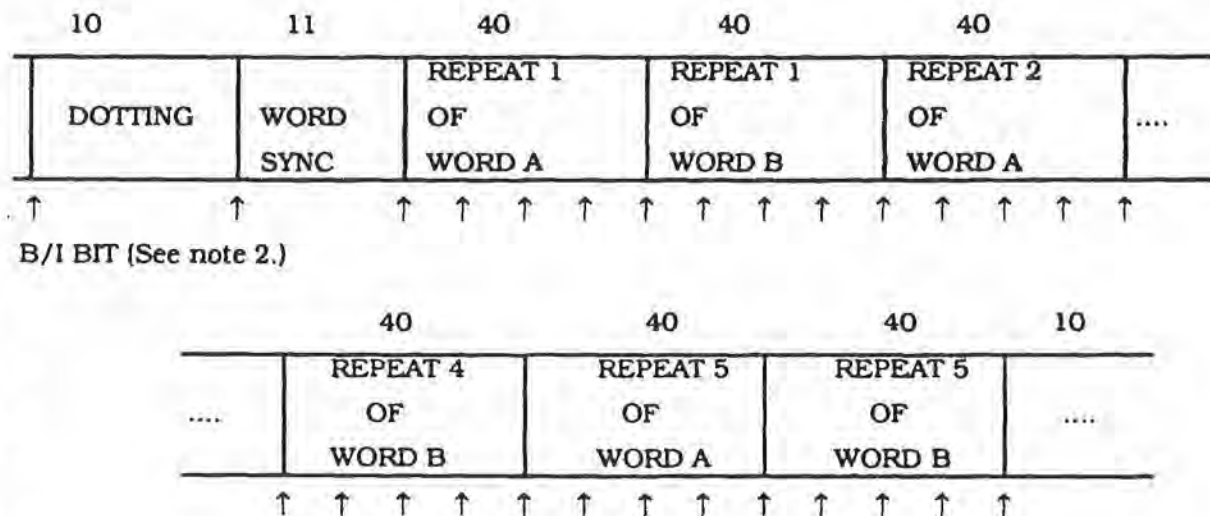 10 11 40 40 40
REPEAT 1 REPEAT 1 REPEAT 2
DOTTING WORD OF OF OF ....
SYNC WORD A WORD B WORD A
↑ ↑ ↑ ↑ ↑ ↑ ↑ ↑ ↑ ↑ ↑ ↑ ↑ ↑ ↑
B/I BIT (See note 2.)
40 40 40 10
REPEAT 4 REPEAT 5 REPEAT 5
.... OF OF OF ....
WORD B WORD A WORD B
↑ ↑ ↑ ↑ ↑ ↑ ↑ ↑ ↑ ↑ ↑ ↑ ↑